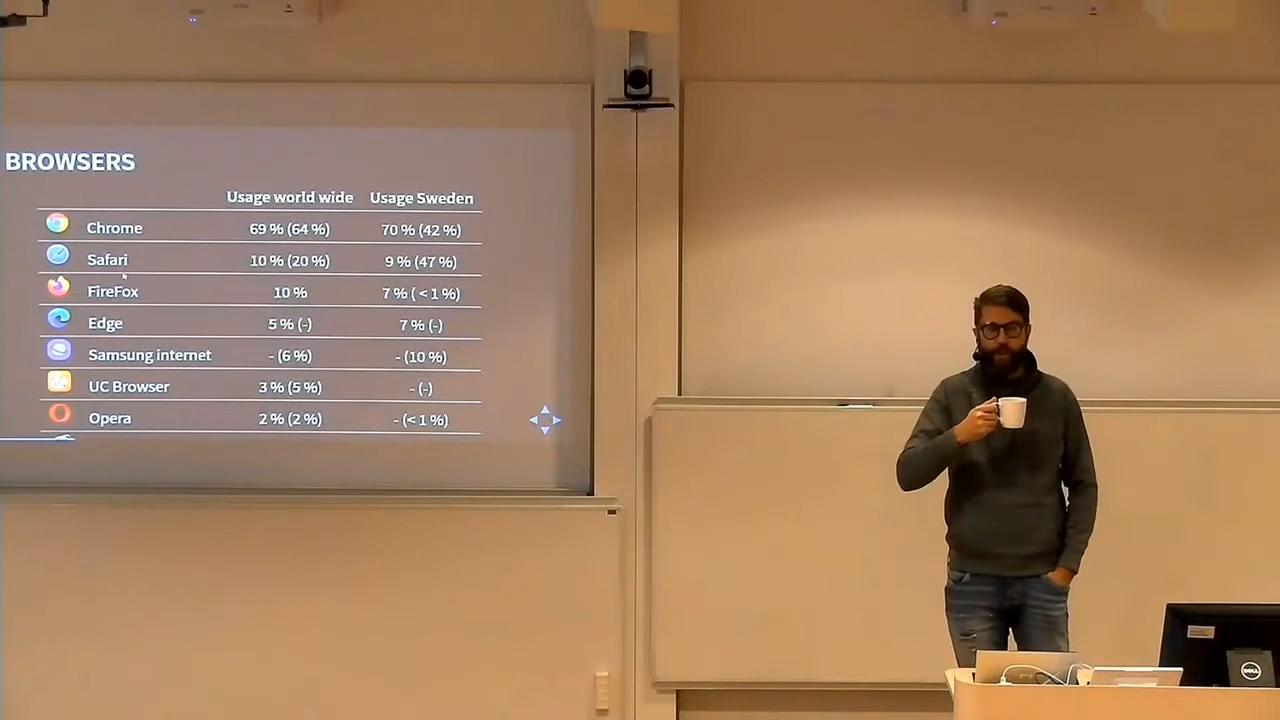 BROWSERS
Usage world wide Usage Sweden
Chrome 69 % (64 %) 70 % (42 %)
Safari 10 % (20 %) 9 % (47 %)
FireFox 10 % 7 % ( < 1 %)
Edge 5 % (-) 7 % (-)
Samsung internet - (6 %) - (10 %)
UC Browser 3 % (5 %) - (-)
Opera 2 % (2 %) - (< 1 %)
DELL